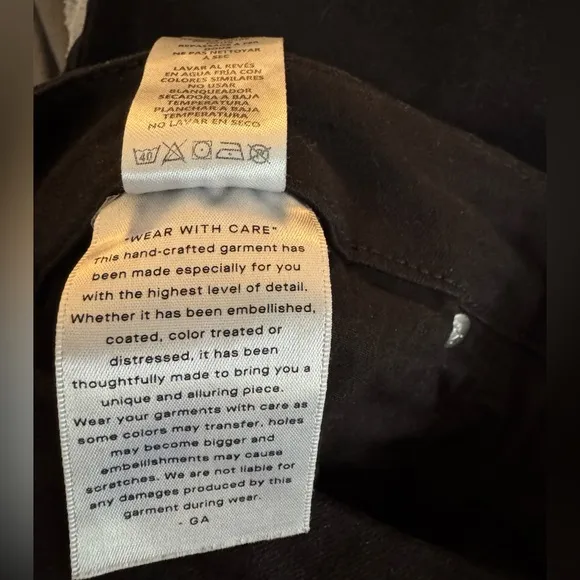 REPASSAGE À FER
DOUX
NE PAS NETTOYER
À SEC
LAVAR AL REVÉS
EN AGUA FRÍA CON
COLORES SIMILARES
NO USAR
BLANQUEADOR
SECADORA A BAJA
TEMPERATURA
PLANCHAR A BAJA
TEMPERATURA
NO LAVAR EN SECO
40
"WEAR WITH CARE"
This hand-crafted garment has
been made especially for you
with the highest level of detail.
Whether it has been embellished,
coated, color treated or
distressed, it has been
thoughtfully made to bring you a
unique and alluring piece.
Wear your garments with care as
some colors may transfer, holes
may become bigger and
embellishments may cause
scratches. We are not liable for
any damages produced by this
garment during wear.
- GA